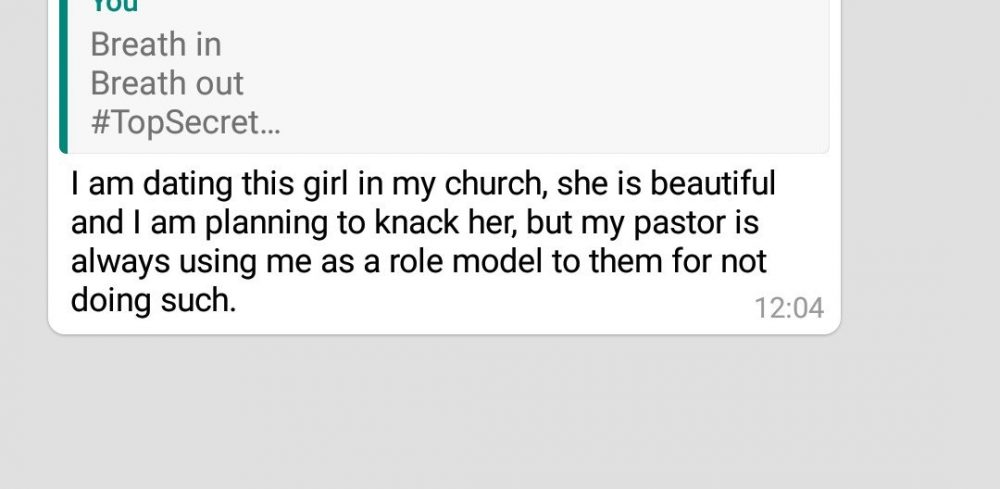 You
Breath in
Breath out
#TopSecret...
I am dating this girl in my church, she is beautiful
and I am planning to knack her, but my pastor is
always using me as a role model to them for not
doing such.
12:04